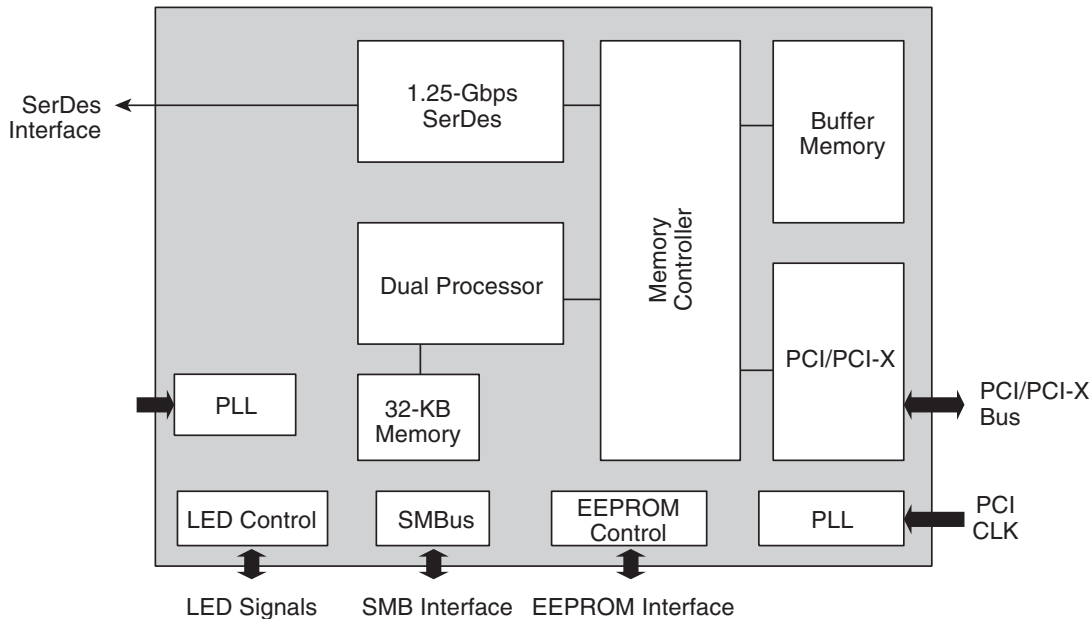 SerDes
Interface
1.25-Gbps
SerDes
Buffer
Memory
Memory
Controller
Dual Processor
PCI/PCI-X
PLL
32-KB
Memory
PCI/PCI-X
Bus
LED Control
SMBus
EEPROM
Control
PLL
PCI
CLK
LED Signals
SMB Interface
EEPROM Interface